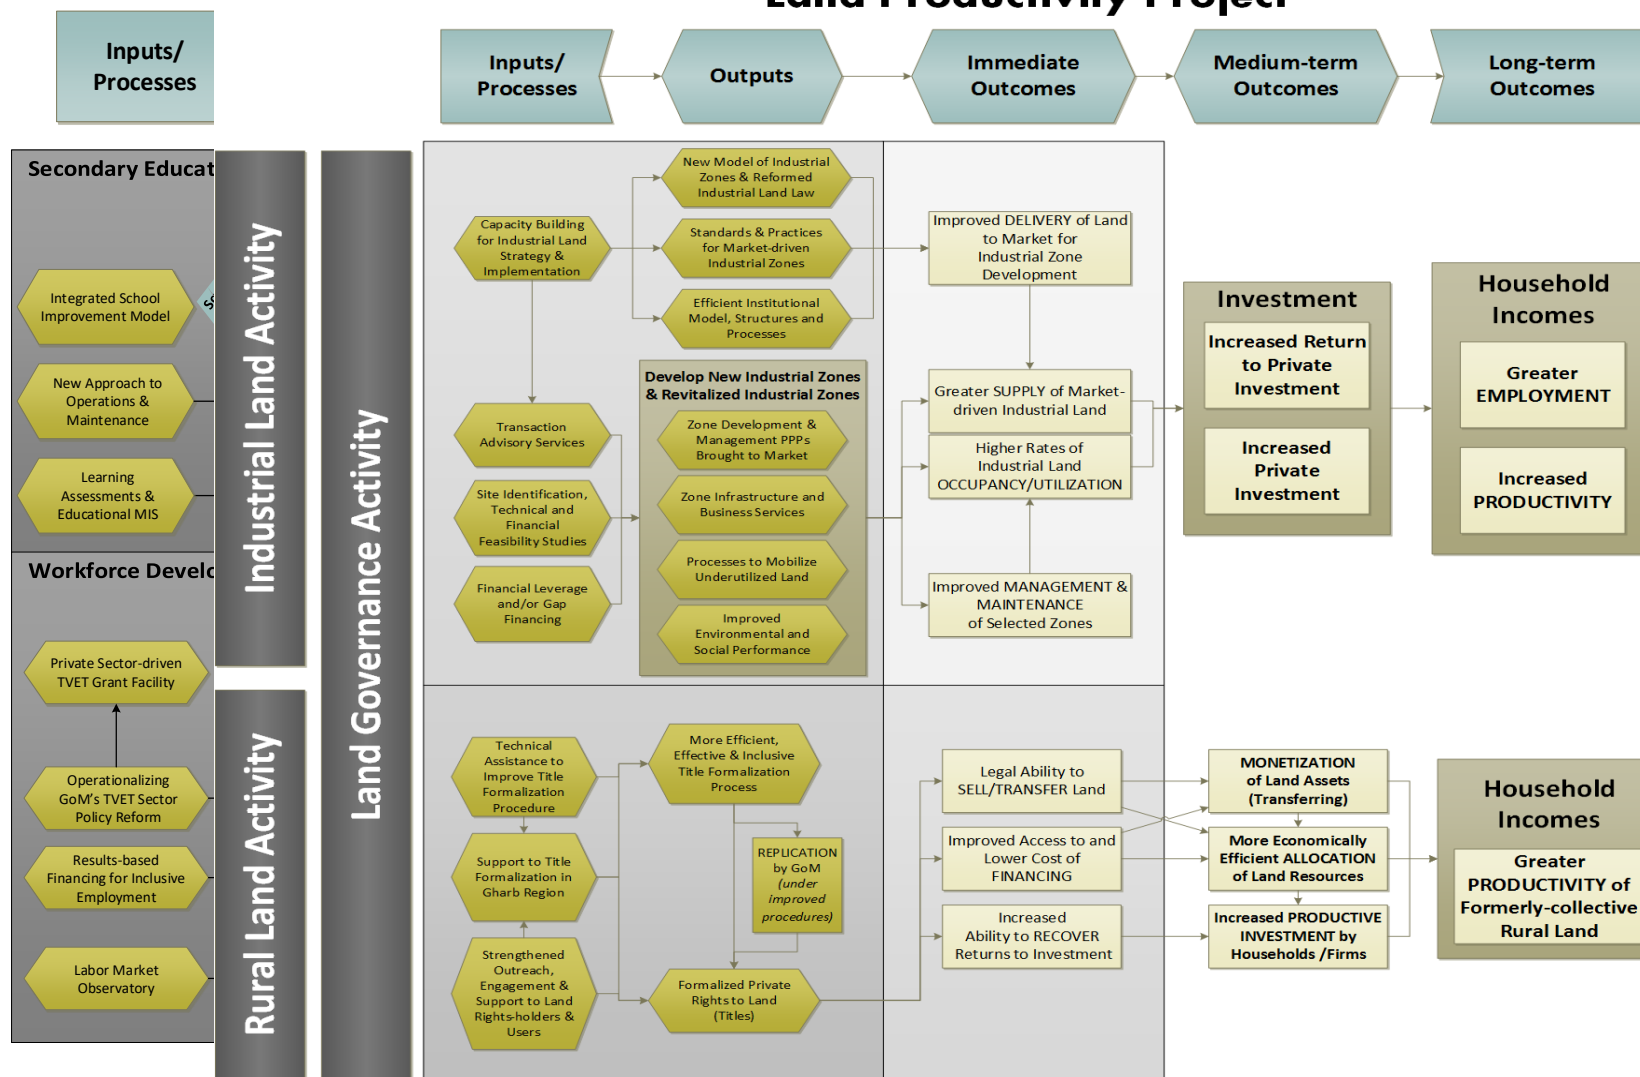 Land Productivity Project
Inputs/
Processes
Secondary Educat
Integrated School
Improvement Model
New Approach to
Operations &
Maintenance
Learning
Assessments &
Educational MIS
Workforce Develo
Private Sector-driven
TVET Grant Facility
Operationalizing
GoM's TVET Sector
Policy Reform
Results-based
Financing for Inclusive
Employment
Labor Market
Observatory
Industrial Land Activity
Rural Land Activity
Land Governance Activity
Inputs/
Processes
Outputs
Immediate
Outcomes
Medium-term
Outcomes
Long-term
Outcomes
Capacity Building
for Industrial Land
Strategy &
Implementation
New Model of Industrial
Zones & Reformed
Industrial Land Law
Standards & Practices
for Market-driven
Industrial Zones
Efficient Institutional
Model, Structures and
Processes
Transaction
Advisory Services
Site Identification,
Technical and
Financial
Feasibility Studies
Financial Leverage
and/or Gap
Financing
Develop New Industrial Zones
& Revitalized Industrial Zones
Zone Development &
Management PPPs
Brought to Market
Zone Infrastructure and
Business Services
Processes to Mobilize
Underutilized Land
Improved
Environmental and
Social Performance
Improved DELIVERY of Land
to Market for
Industrial Zone
Development
Greater SUPPLY of Market-
driven Industrial Land
Higher Rates of
Industrial Land
OCCUPANCY/UTILIZATION
Improved MANAGEMENT &
MAINTENANCE
of Selected Zones
Investment
Increased Return
to Private
Investment
Increased
Private
Investment
Household
Incomes
Greater
EMPLOYMENT
Increased
PRODUCTIVITY
Technical
Assistance to
Improve Title
Formalization
Procedure
Support to Title
Formalization in
Gharb Region
Strengthened
Outreach,
Engagement &
Support to Land
Rights-holders &
Users
More Efficient,
Effective & Inclusive
Title Formalization
Process
REPLICATION
by GoM
(under
improved
procedures)
Formalized Private
Rights to Land
(Titles)
Legal Ability to
SELL/TRANSFER Land
Improved Access to and
Lower Cost of
FINANCING
Increased
Ability to RECOVER
Returns to Investment
MONETIZATION
of Land Assets
(Transferring)
More Economically
Efficient ALLOCATION
of Land Resources
Increased PRODUCTIVE
INVESTMENT by
Households /Firms
Household
Incomes
Greater
PRODUCTIVITY of
Formerly-collective
Rural Land